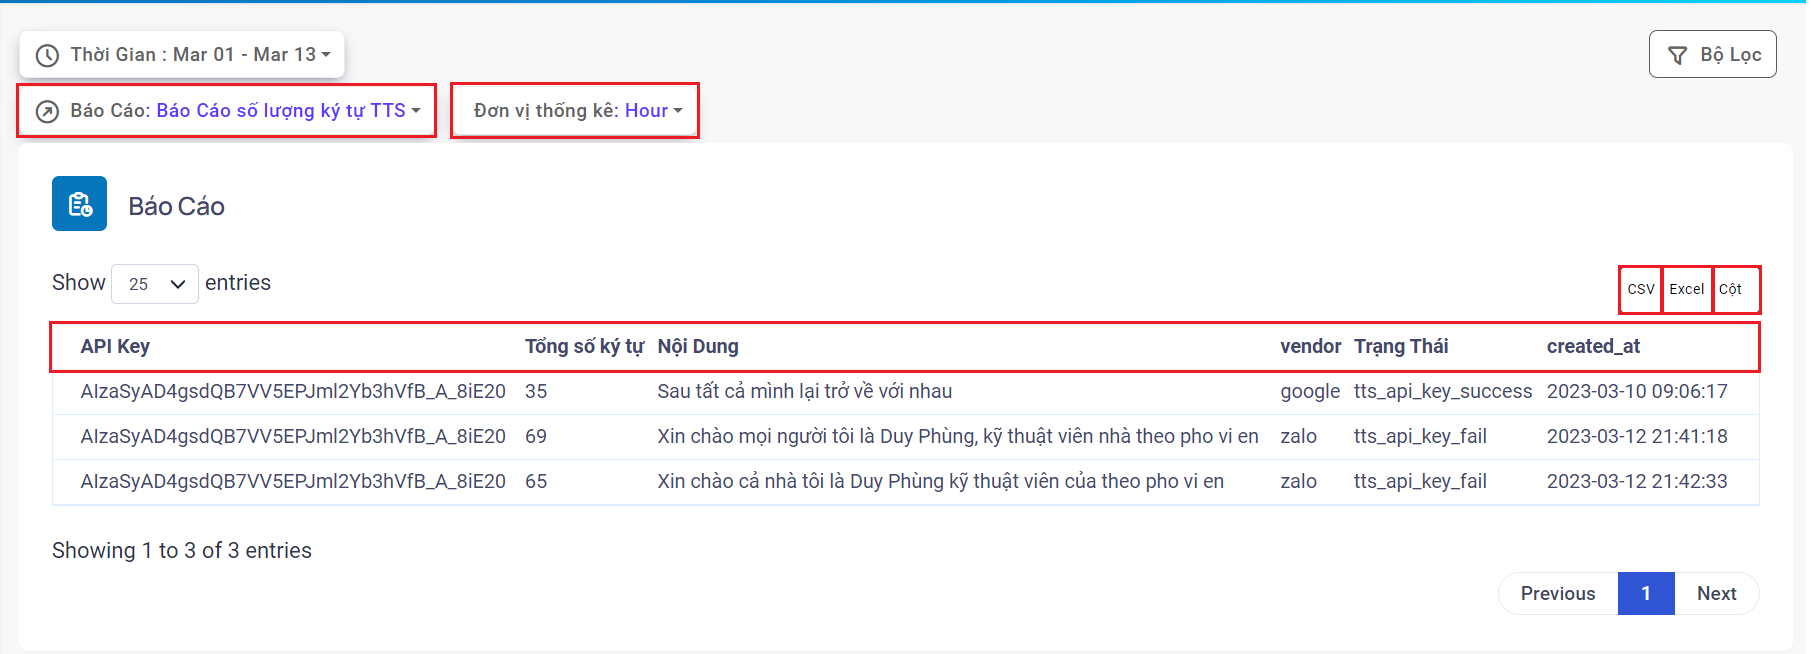 Thời Gian : Mar 01 - Mar 13
Bộ Lọc
Báo Cáo: Báo Cáo số lượng ký tự TTS
Đơn vị thống kê: Hour
Báo Cáo
Show 25 entries
CSV Excel Cột
API Key Tổng số ký tự Nội Dung vendor Trạng Thái created_at
AIzaSyAD4gsdQB7VV5EPJml2Yb3hVfB_A_8iE20 35 Sau tất cả mình lại trở về với nhau google tts_api_key_success 2023-03-10 09:06:17
AIzaSyAD4gsdQB7VV5EPJml2Yb3hVfB_A_8iE20 69 Xin chào mọi người tôi là Duy Phùng, kỹ thuật viên nhà theo pho vi en zalo tts_api_key_fail 2023-03-12 21:41:18
AIzaSyAD4gsdQB7VV5EPJml2Yb3hVfB_A_8iE20 65 Xin chào cả nhà tôi là Duy Phùng kỹ thuật viên của theo pho vi en zalo tts_api_key_fail 2023-03-12 21:42:33
Showing 1 to 3 of 3 entries
Previous 1 Next